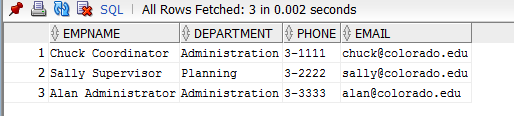 SQL | All Rows Fetched: 3 in 0.002 seconds
EMPNAME DEPARTMENT PHONE EMAIL
1 Chuck Coordinator Administration 3-1111 chuck@colorado.edu
2 Sally Supervisor Planning 3-2222 sally@colorado.edu
3 Alan Administrator Administration 3-3333 alan@colorado.edu